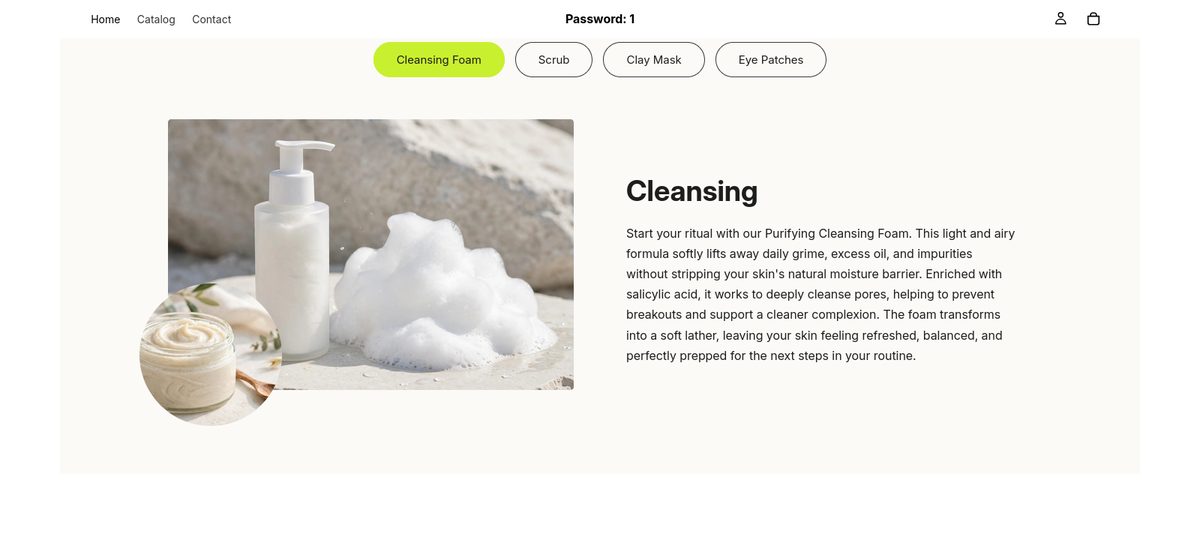 Home Catalog Contact Password: 1
Cleansing Foam Scrub Clay Mask Eye Patches
Cleansing
Start your ritual with our Purifying Cleansing Foam. This light and airy
formula softly lifts away daily grime, excess oil, and impurities
without stripping your skin's natural moisture barrier. Enriched with
salicylic acid, it works to deeply cleanse pores, helping to prevent
breakouts and support a cleaner complexion. The foam transforms
into a soft lather, leaving your skin feeling refreshed, balanced, and
perfectly prepped for the next steps in your routine.